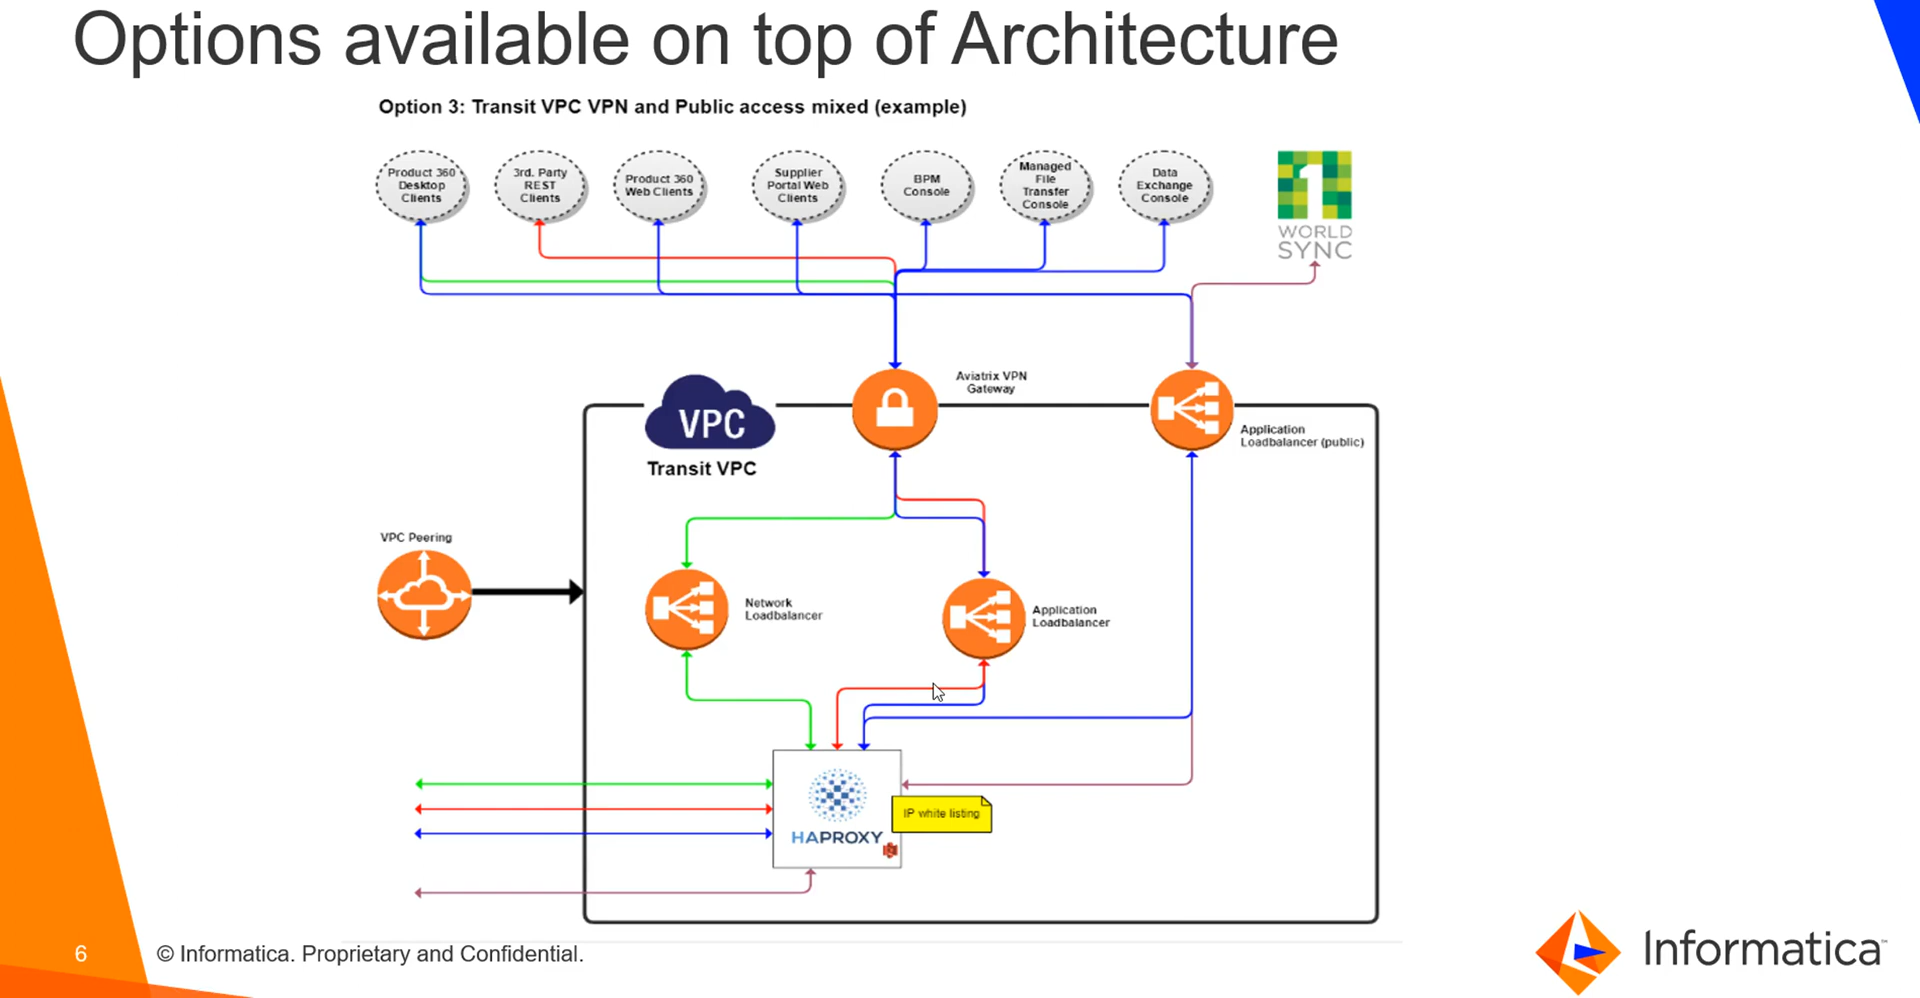 Options available on top of Architecture
Option 3: Transit VPC VPN and Public access mixed (example)
Product 360
Desktop
Clients
3rd. Party
REST
Clients
Product 360
Web Clients
Supplier
Portal Web
Clients
BPM
Console
Managed
File
Transfer
Console
Data
Exchange
Console
1
WORLD
SYNC
VPC
Transit VPC
Aviatrix VPN
Gateway
Application
Loadbalancer (public)
VPC Peering
Network
Loadbalancer
Application
Loadbalancer
HAPROXY
IP white listing
6
© Informatica. Proprietary and Confidential.
Informatica